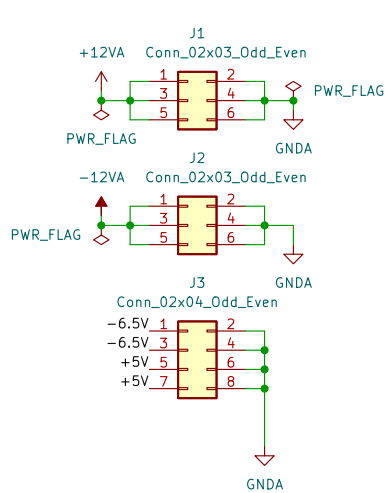 J1
Conn_02x03_Odd_Even
+12VA
1 2
3 4
5 6
PWR_FLAG
PWR_FLAG
GNDA
J2
Conn_02x03_Odd_Even
-12VA
1 2
3 4
5 6
PWR_FLAG
GNDA
J3
Conn_02x04_Odd_Even
-6.5V 1 2
-6.5V 3 4
+5V 5 6
+5V 7 8
GNDA